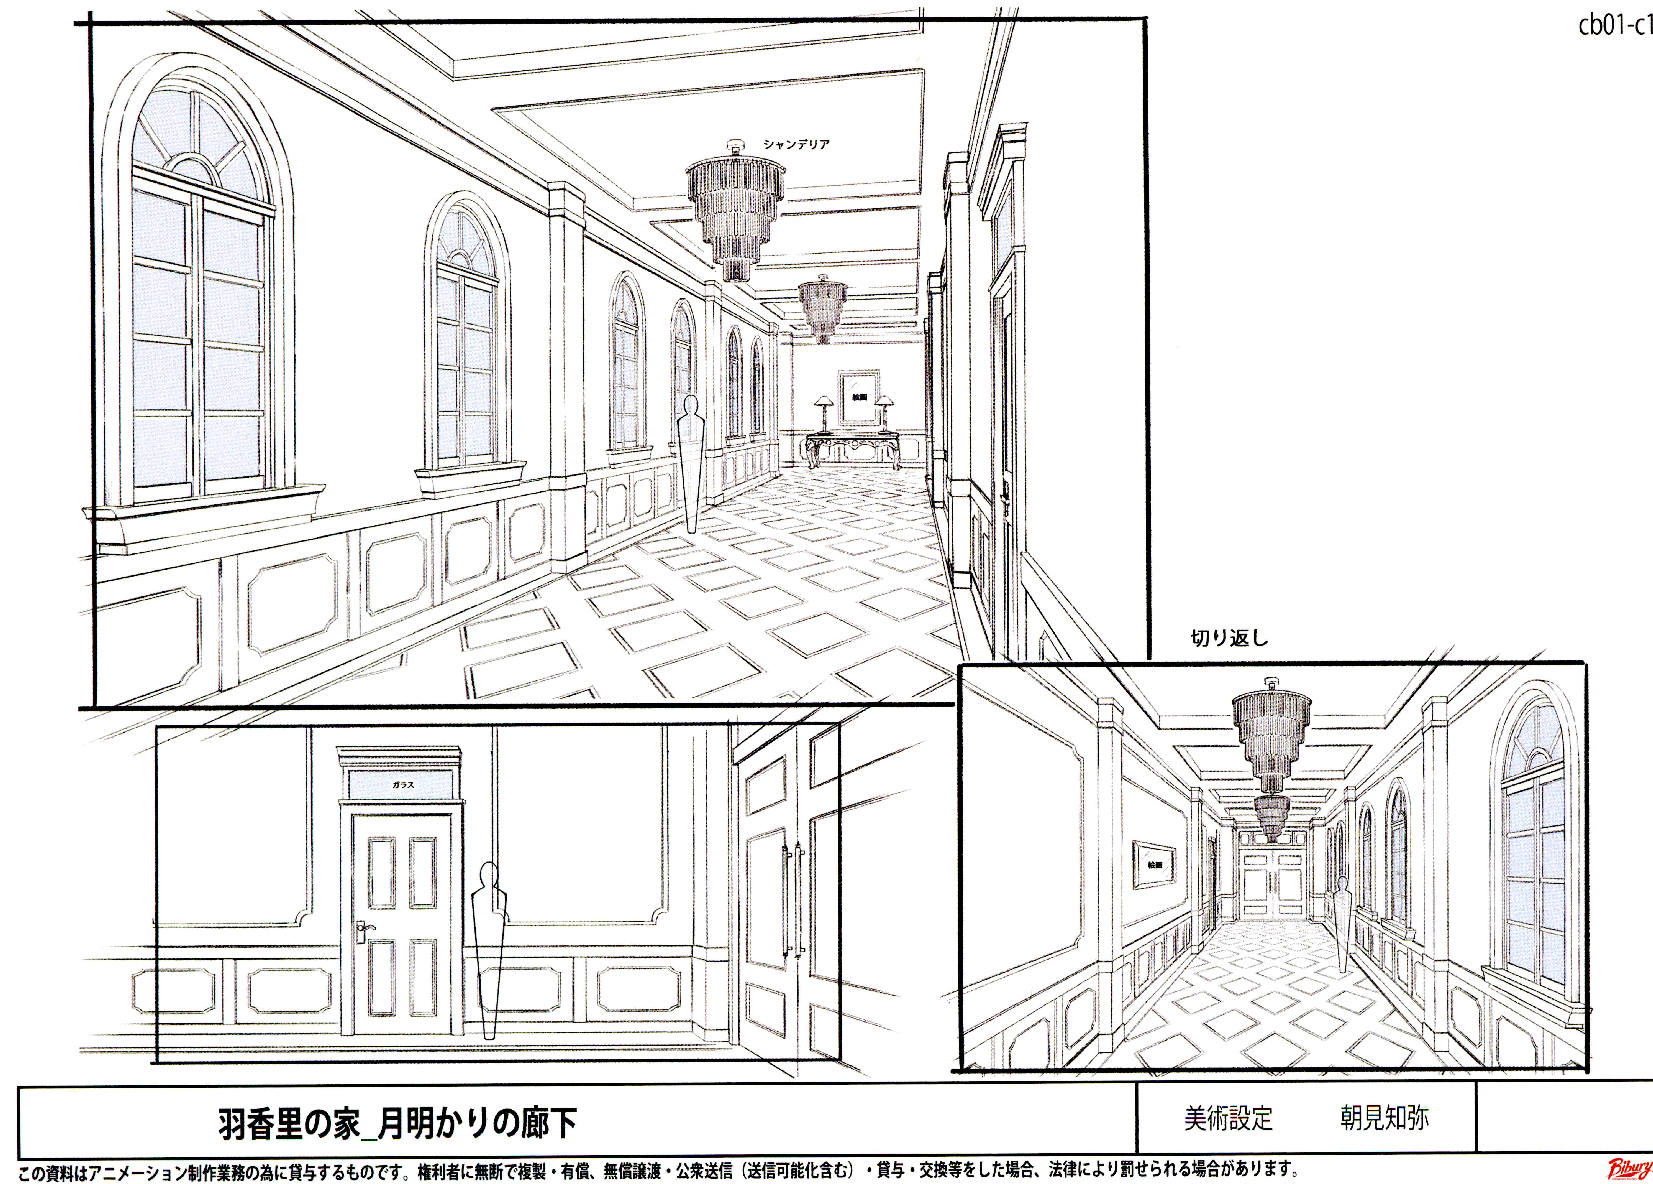 cb01-c1
シャンデリア
絵画
切り返し
ガラス
絵画
羽香里の家_月明かりの廊下
美術設定 朝見知弥
この資料はアニメーション制作業務の為に貸与するものです。権利者に無断で複製・有償、無償譲渡・公衆送信（送信可能化含む）・貸与・交換等をした場合、法律により罰せられる場合があります。
Bibury